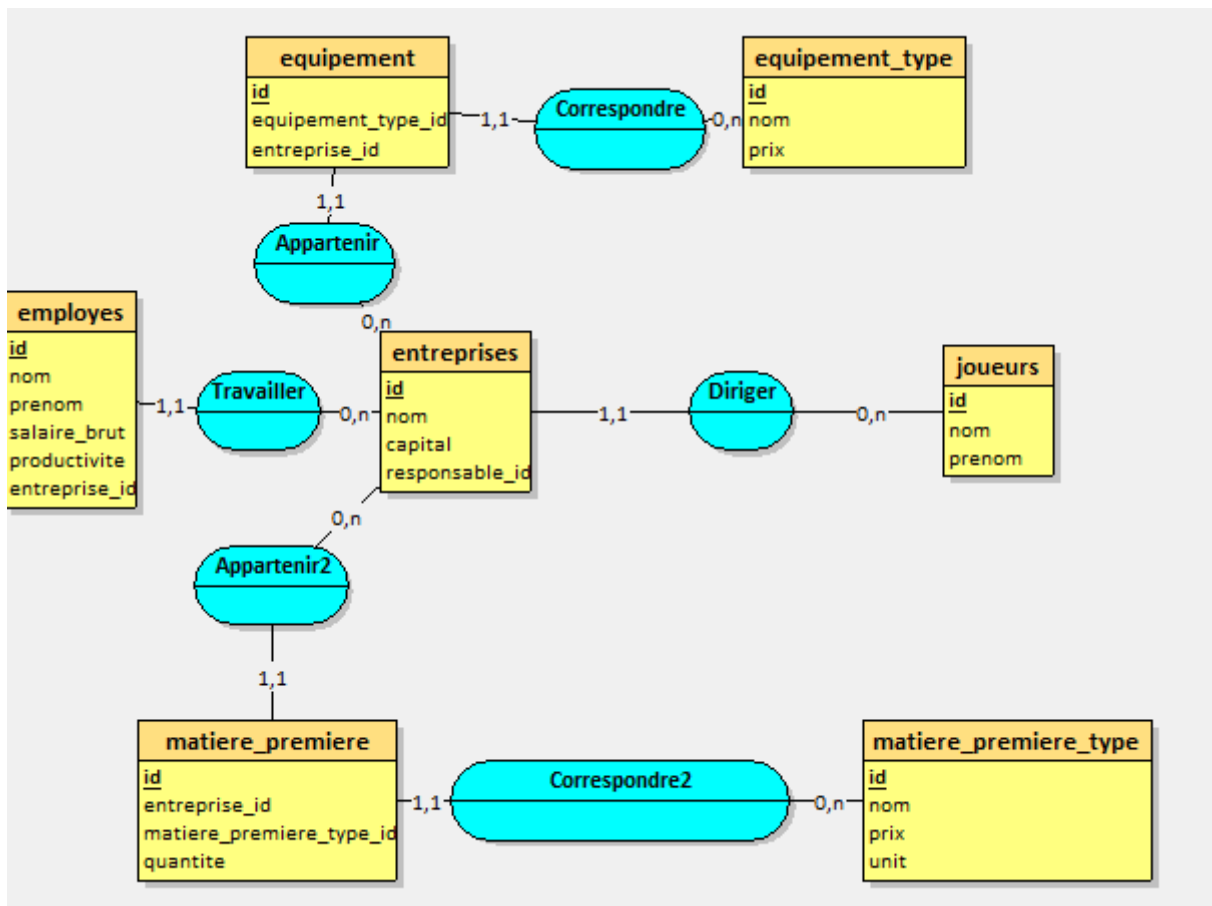 equipement
id
equipement_type_id
entreprise_id
1,1
Correspondre
0,n
equipement_type
id
nom
prix
1,1
Appartenir
0,n
employes
id
nom
prenom
salaire_brut
productivite
entreprise_id
1,1
Travailler
0,n
entreprises
id
nom
capital
responsable_id
1,1
Diriger
0,n
joueurs
id
nom
prenom
0,n
Appartenir2
1,1
matiere_premiere
id
entreprise_id
matiere_premiere_type_id
quantite
1,1
Correspondre2
0,n
matiere_premiere_type
id
nom
prix
unit